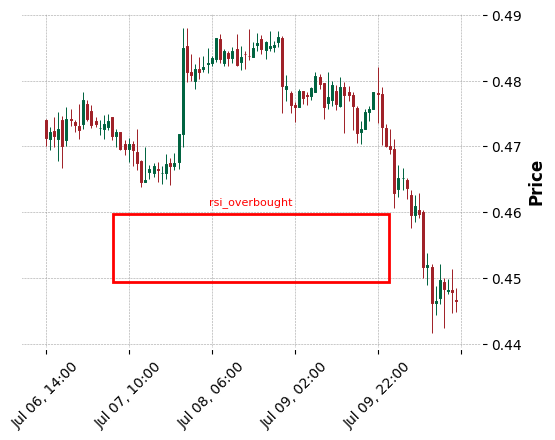 0.49
0.48
0.47
0.46
0.45
0.44
Price
rsi_overbought
Jul 06, 14:00
Jul 07, 10:00
Jul 08, 06:00
Jul 09, 02:00
Jul 09, 22:00